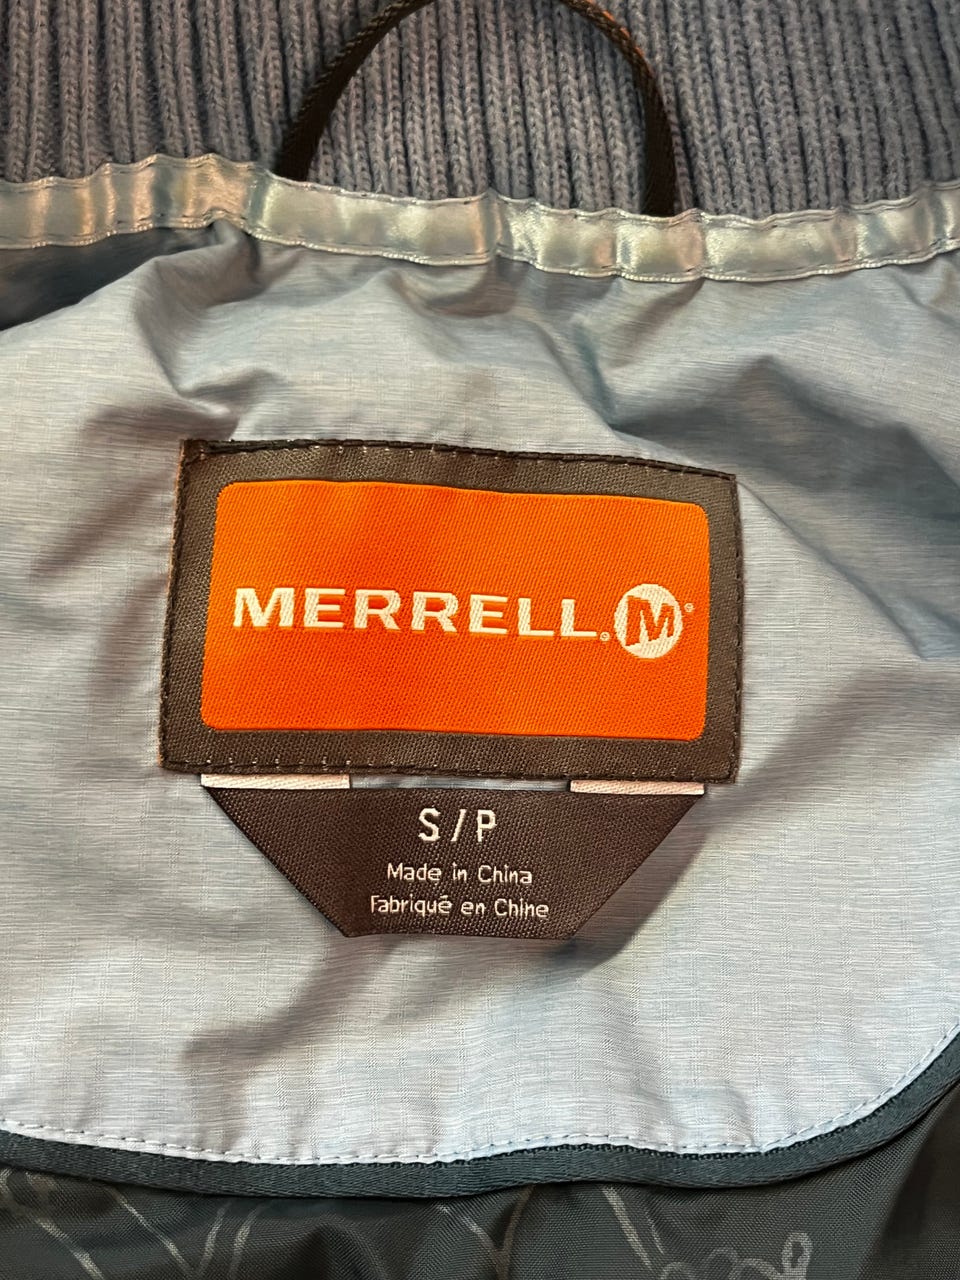 MERRELL® M®
S/P
Made in China
Fabriqué en Chine